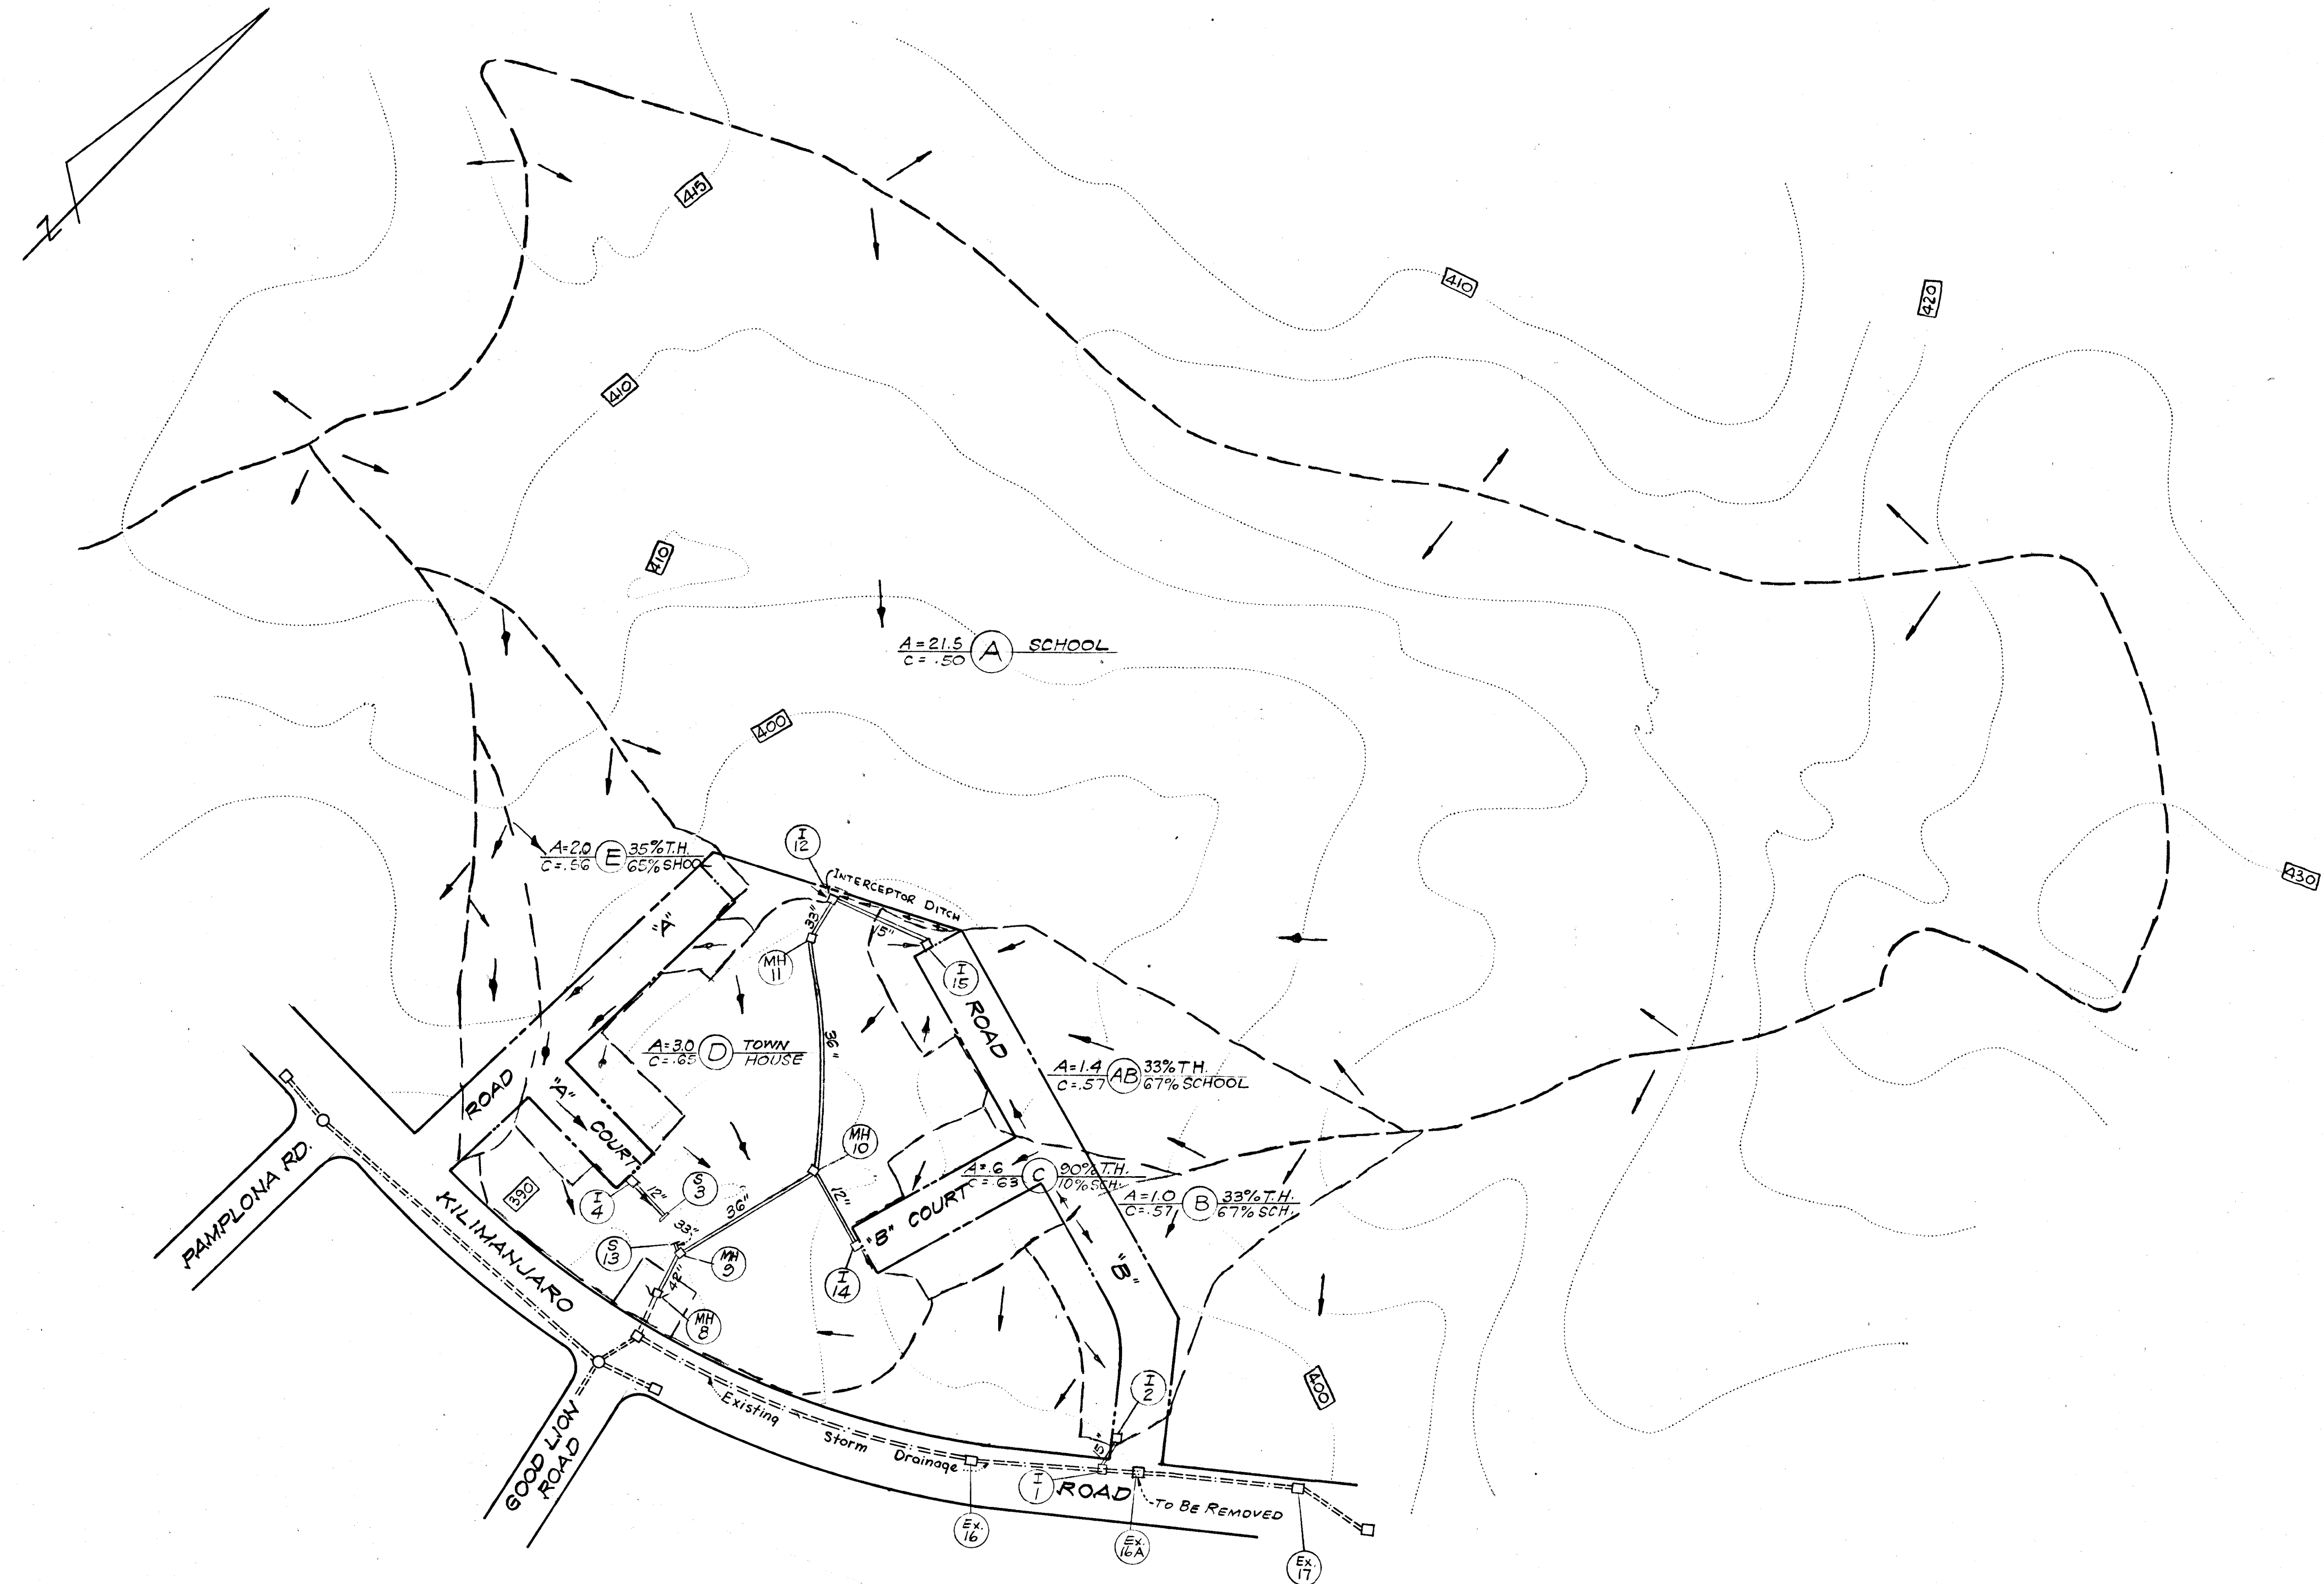 N
415
410
420
410
410
A=21.5 A SCHOOL
C=.50
400
430
I
12
A=2.0 E 35% T.H.
C=.56 65% SHOOL
INTERCEPTOR DITCH
33"
15"
"A"
MH
11
I
15
ROAD
36"
A=3.0 D TOWN
C=.65 HOUSE
A=1.4 AB 33% T.H.
C=.57 67% SCHOOL
ROAD
"A"
COURT
MH
10
A=.6 C 90% T.H.
C=.63 10% SCH.
A=1.0 B 33% T.H.
C=.57 67% SCH.
PAMPLONA RD.
390
I
4
12"
S
3
36"
12"
33"
"B" COURT
KILIMANJARO
S
13
MH
9
42"
I
14
"B"
MH
8
400
I
2
Existing Storm Drainage
15"
GOOD LION
ROAD
I
1
ROAD
TO BE REMOVED
Ex.
16
Ex.
16A
Ex.
17